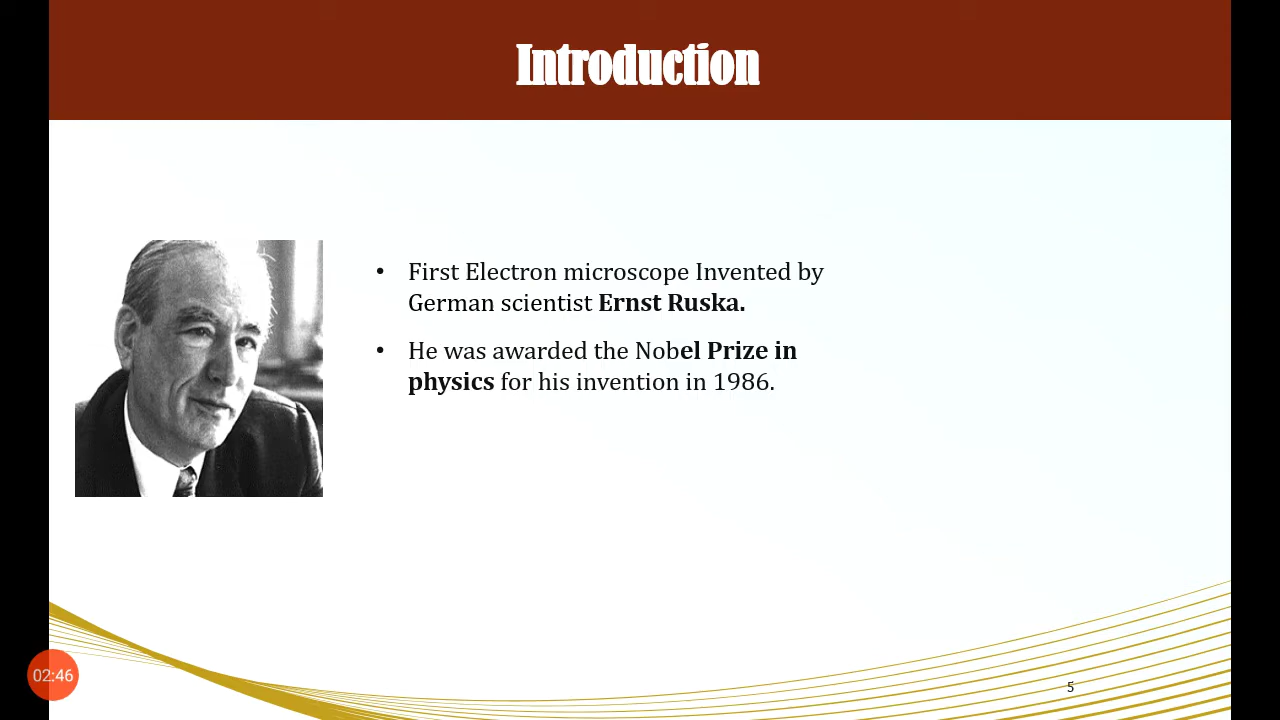 Introduction
• First Electron microscope Invented by
German scientist Ernst Ruska.
• He was awarded the Nobel Prize in
physics for his invention in 1986.
02:46
5